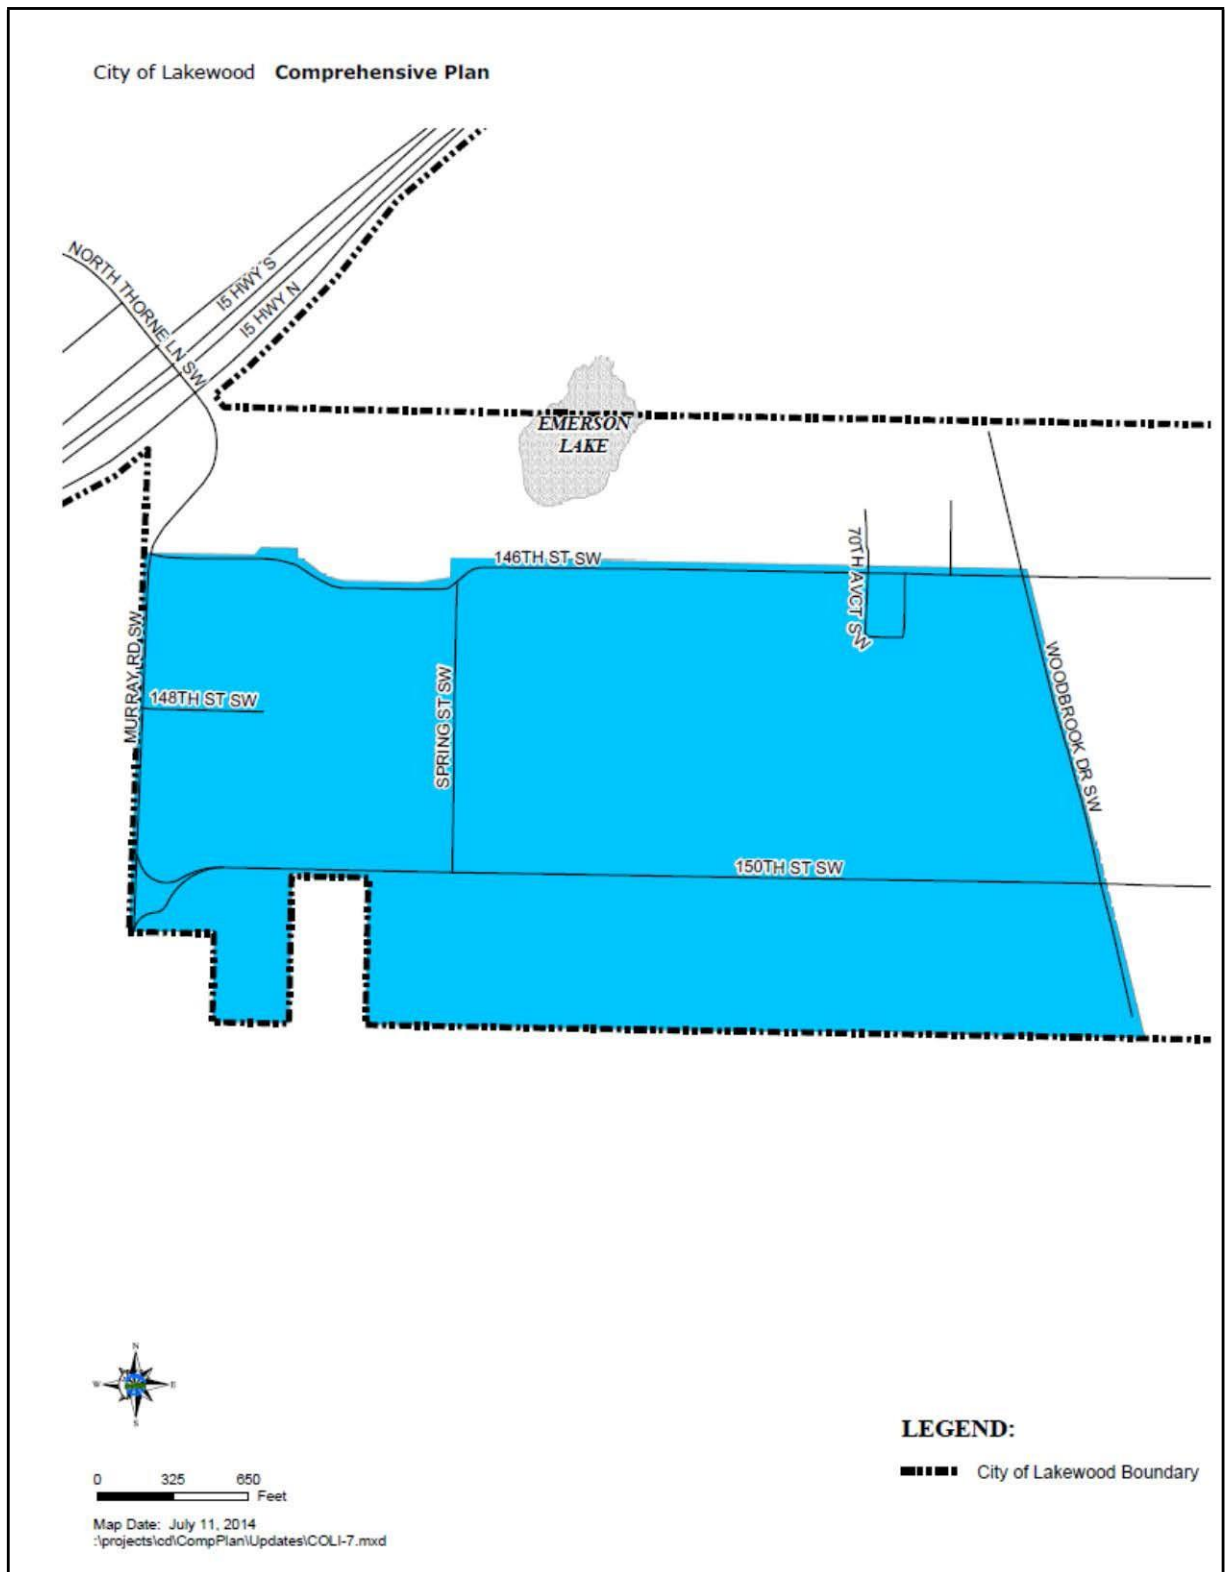 City of Lakewood Comprehensive Plan
NORTH THORNE LN SW
I5 HWY S
I5 HWY N
EMERSON
LAKE
146TH ST SW
70TH AVCT SW
MURRAY RD SW
148TH ST SW
SPRING ST SW
WOODBROOK DR SW
150TH ST SW
N
W
E
S
LEGEND:
City of Lakewood Boundary
0 325 650
Feet
Map Date: July 11, 2014
:\projects\cd\CompPlan\Updates\COLI-7.mxd